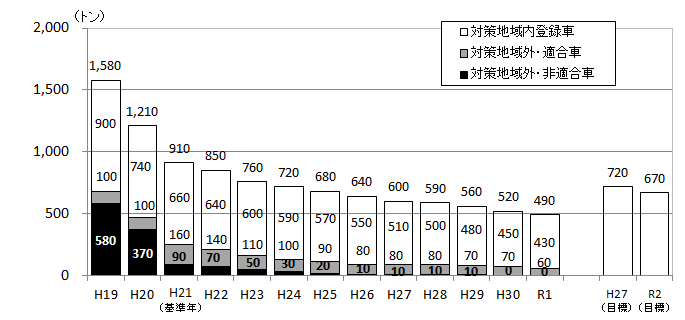 (トン)
2,000
1,500
1,000
500
0
対策地域内登録車
対策地域外・適合車
対策地域外・非適合車
1,580 1,210 910 850 760 720 680 640 600 590 560 520 490 720 670
900 740 660 640 600 590 570 550 510 500 480 450 430
100 100 160 140 110 100 90 80 80 80 70 70 60
580 370 90 70 50 30 20 10 10 10 10 0 0
H19 H20 H21 H22 H23 H24 H25 H26 H27 H28 H29 H30 R1 H27 R2
(基準年) (目標) (目標)